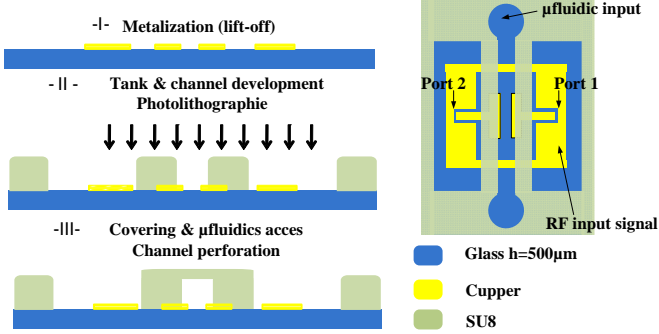 -I- Metalization (lift-off)
- II - Tank & channel development
Photolithographie
-III- Covering & µfluidics acces
Channel perforation
µfluidic input
Port 2
Port 1
RF input signal
Glass h=500µm
Cupper
SU8